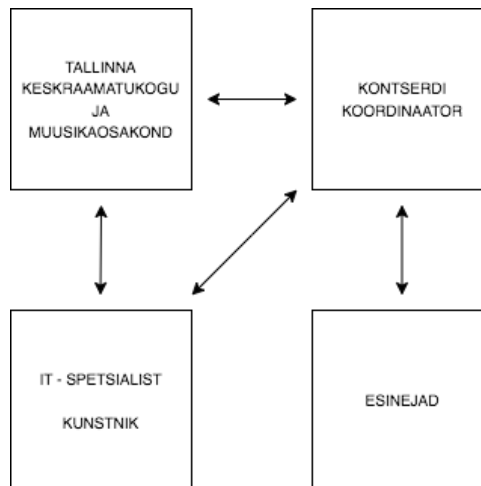 TALLINNA
KESKRAAMATUKOGU
JA
MUUSIKAOSAKOND
KONTSERDI
KOORDINAATOR
IT - SPETSIALIST
KUNSTNIK
ESINEJAD